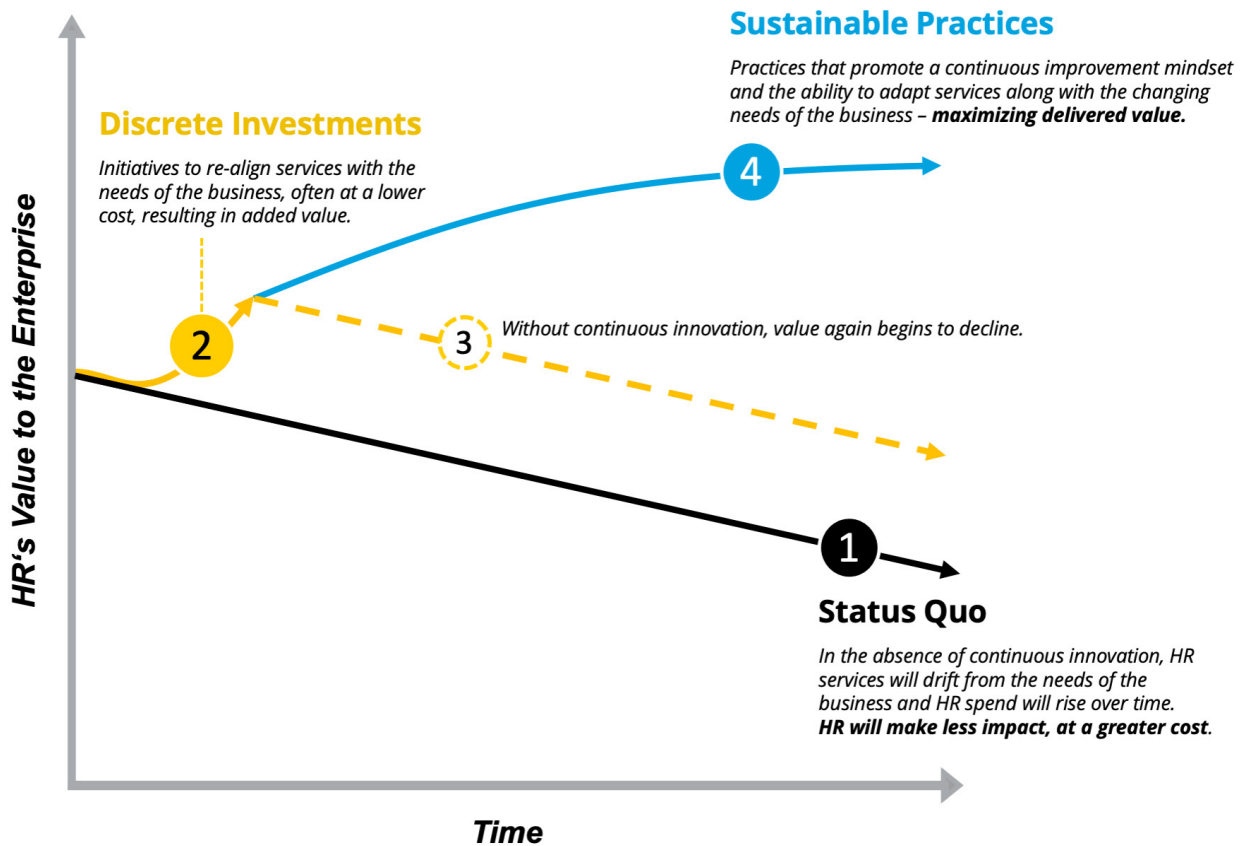 Sustainable Practices
Practices that promote a continuous improvement mindset
and the ability to adapt services along with the changing
needs of the business – maximizing delivered value.
Discrete Investments
Initiatives to re-align services with the
needs of the business, often at a lower
cost, resulting in added value.
4
2
3
Without continuous innovation, value again begins to decline.
1
Status Quo
In the absence of continuous innovation, HR
services will drift from the needs of the
business and HR spend will rise over time.
HR will make less impact, at a greater cost.
HR‘s Value to the Enterprise
Time